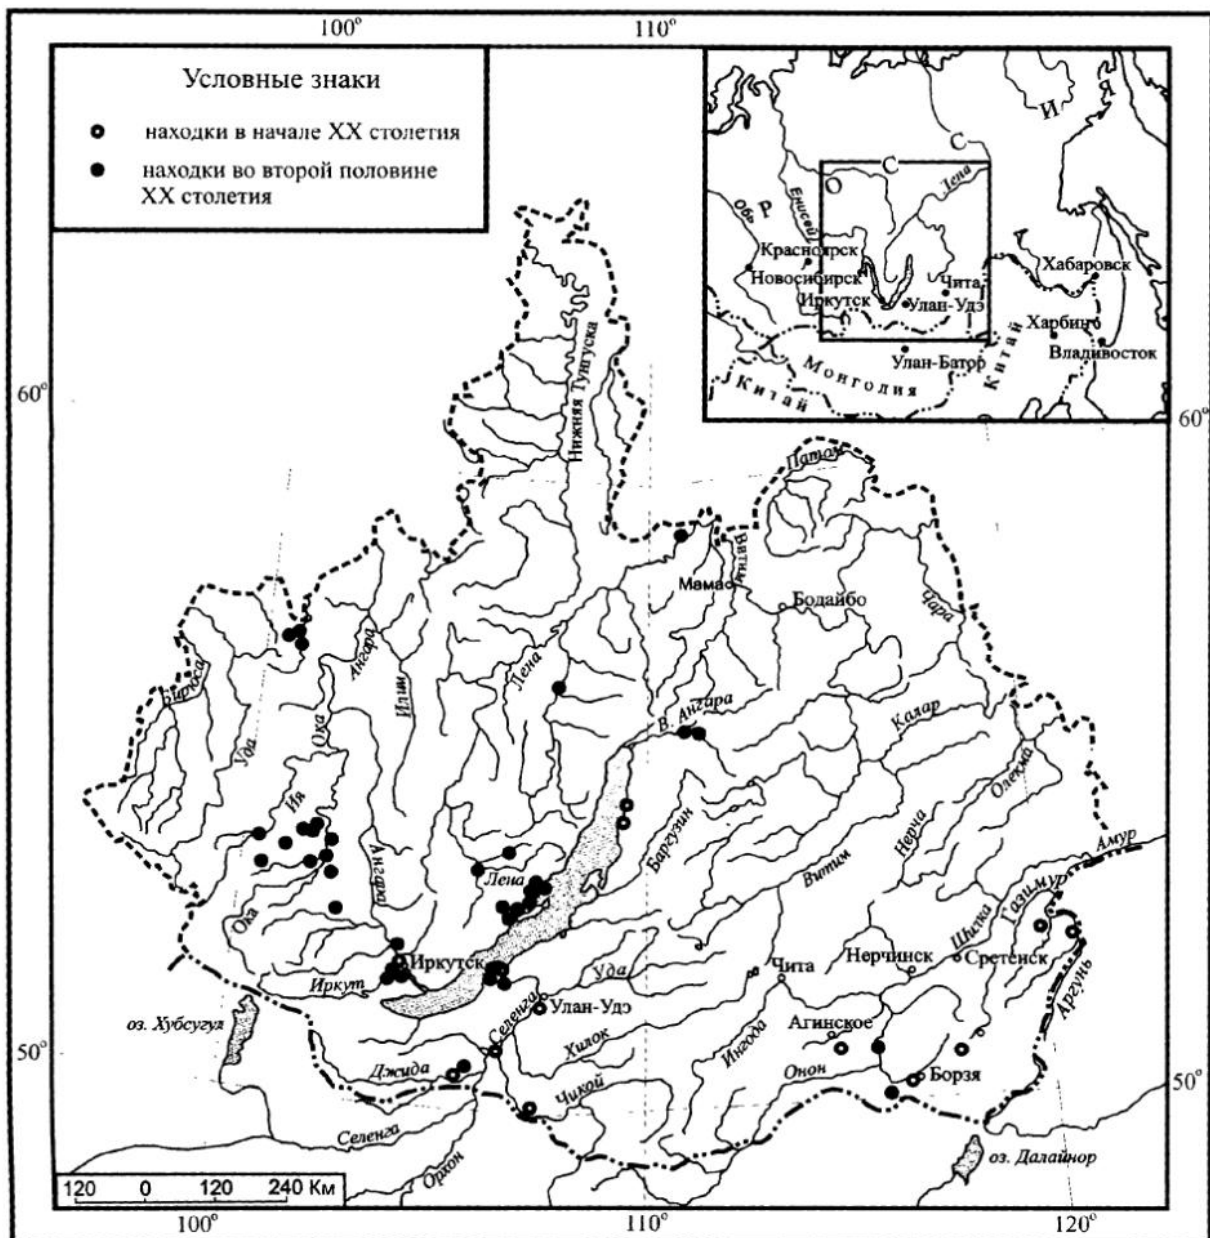 100°
110°
Условные знаки
находки в начале XX столетия
находки во второй половине
XX столетия
Р
О
С
С
И
Я
Обь
Енисей
Лена
Красноярск
Новосибирск
Иркутск
Чита
Улан-Удэ
Хабаровск
Харбин
Владивосток
Улан-Батор
Монголия
Китай
Китай
60°
60°
Нижняя Тунгуска
Патом
Витим
Мама
Бодайбо
Чара
Бирюса
Уда
Ока
Ангара
Илим
Лена
В. Ангара
Калар
Олекма
Ия
Нерча
Баргузин
Амур
Ангара
Лена
Витим
Газимур
Ока
Шилка
Иркутск
Иркут
Уда
Чита
Нерчинск
Сретенск
Аргунь
оз. Хубсугул
Селенга
Улан-Удэ
Агинское
Хилок
Ингода
50°
Джида
Чикой
Онон
Борзя
50°
Селенга
Орхон
оз. Далайнор
120 0 120 240 Км
100°
110°
120°